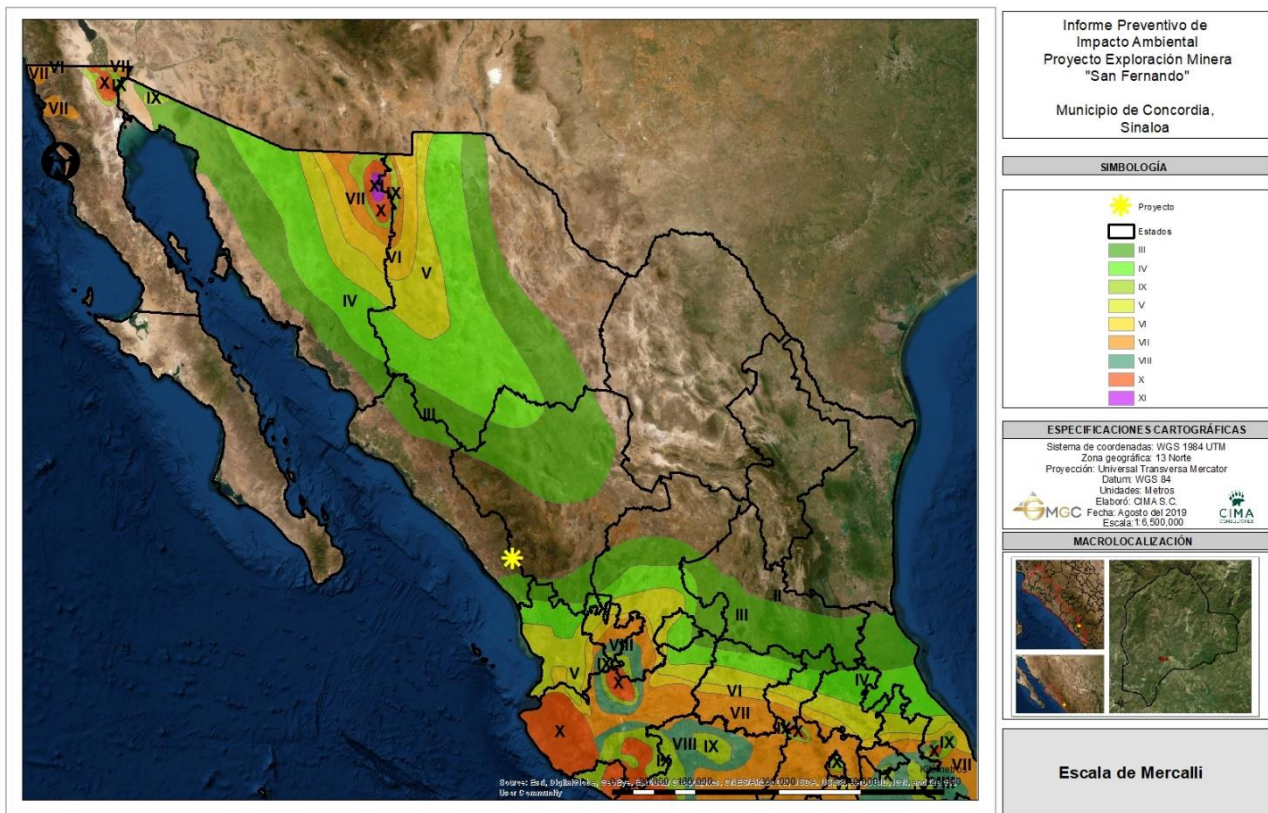 VII
VI
VII
X
IX
IX
VII
VII
XI
IX
X
VI
V
IV
III
I
II
III
VIII
IX
V
X
IV
VI
VII
X
IX
X
VIII
IX
IX
X
IX
X
VII
User Community
Informe Preventivo de
Impacto Ambiental
Proyecto Exploración Minera
"San Fernando"
Municipio de Concordia,
Sinaloa
SIMBOLOGÍA
Proyecto
Estados
III
IV
IX
V
VI
VII
VIII
X
XI
ESPECIFICACIONES CARTOGRÁFICAS
Sistema de coordenadas: WGS 1984 UTM
Zona geográfica: 13 Norte
Proyección: Universal Transversa Mercator
Datum: WGS 84
Unidades: Metros
Elaboró: CIMA S.C.
Fecha: Agosto del 2019
Escala:1:6,500,000
MGC
CIMA
MACROLOCALIZACIÓN
Escala de Mercalli